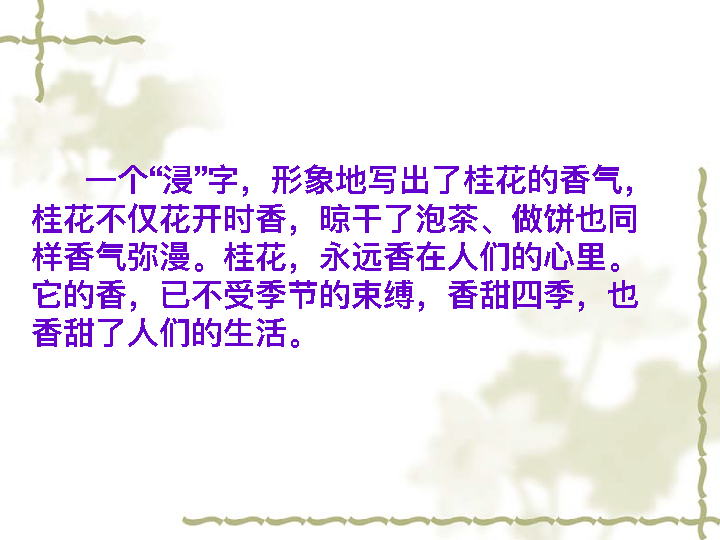 一个“浸”字，形象地写出了桂花的香气，
桂花不仅花开时香，晾干了泡茶、做饼也同
样香气弥漫。桂花，永远香在人们的心里。
它的香，已不受季节的束缚，香甜四季，也
香甜了人们的生活。